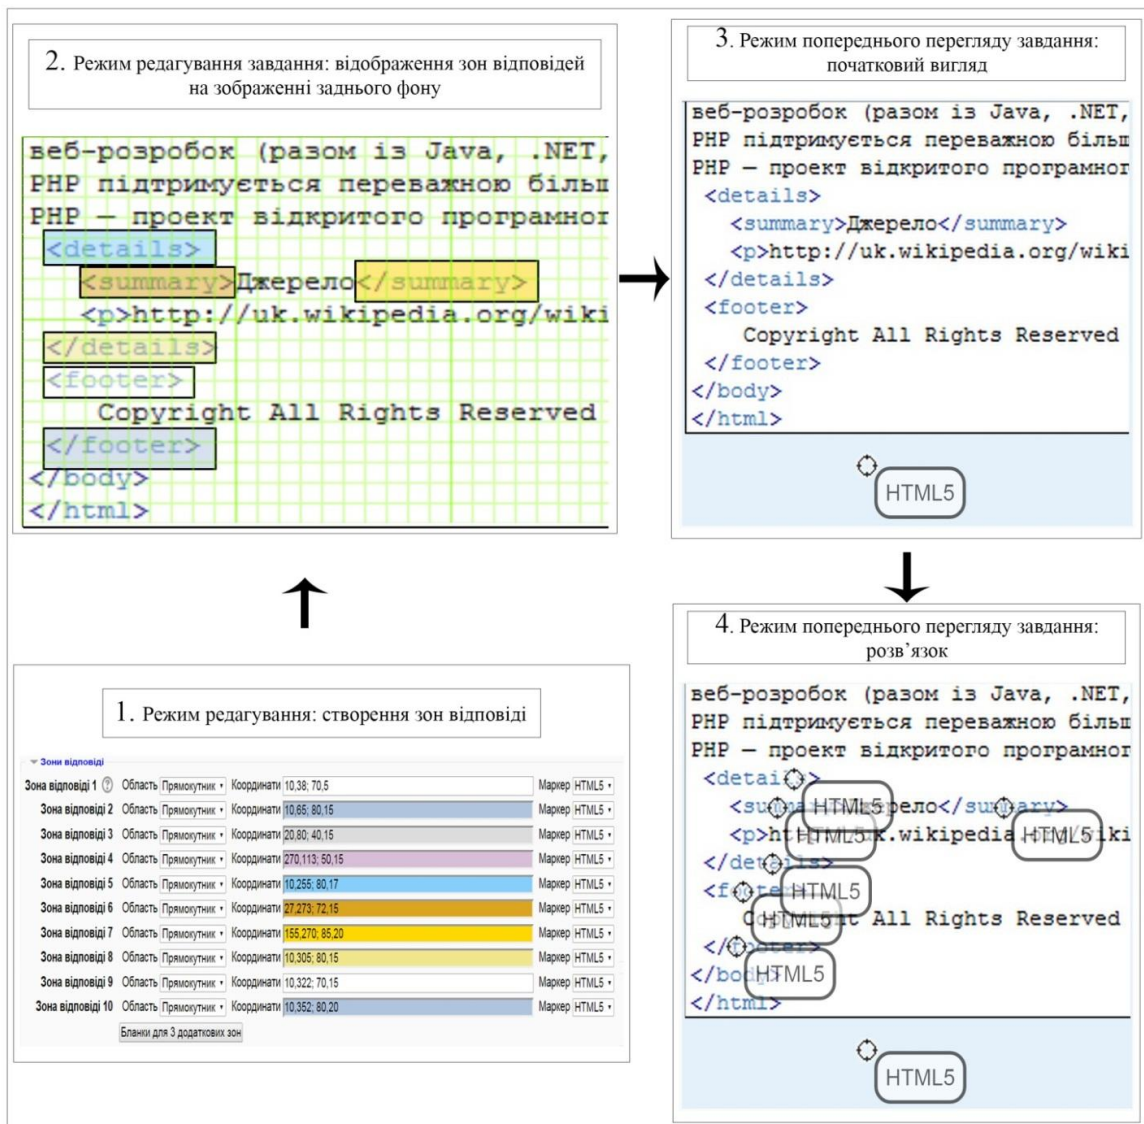 2. Режим редагування завдання: відображення зон відповідей
на зображенні заднього фону
веб-розробок (разом із Java, .NET,
PHP підтримується переважною більш
PHP — проект відкритого програмног
<details>
<summary>Джерело</summary>
<p>http://uk.wikipedia.org/wiki
</details>
<footer>
Copyright All Rights Reserved
</footer>
</body>
</html>
3. Режим попереднього перегляду завдання:
початковий вигляд
веб-розробок (разом із Java, .NET,
PHP підтримується переважною більш
PHP — проект відкритого програмног
<details>
<summary>Джерело</summary>
<p>http://uk.wikipedia.org/wiki
</details>
<footer>
Copyright All Rights Reserved
</footer>
</body>
</html>
HTML5
1. Режим редагування: створення зон відповіді
Зони відповіді
Зона відповіді 1 Область Прямокутник Координати 10,38; 70,5 Маркер HTML5
Зона відповіді 2 Область Прямокутник Координати 10,65; 80,15 Маркер HTML5
Зона відповіді 3 Область Прямокутник Координати 20,80; 40,15 Маркер HTML5
Зона відповіді 4 Область Прямокутник Координати 270,113; 50,15 Маркер HTML5
Зона відповіді 5 Область Прямокутник Координати 10,255; 80,17 Маркер HTML5
Зона відповіді 6 Область Прямокутник Координати 27,273; 72,15 Маркер HTML5
Зона відповіді 7 Область Прямокутник Координати 155,270; 85,20 Маркер HTML5
Зона відповіді 8 Область Прямокутник Координати 10,305; 80,15 Маркер HTML5
Зона відповіді 9 Область Прямокутник Координати 10,322; 70,15 Маркер HTML5
Зона відповіді 10 Область Прямокутник Координати 10,352; 80,20 Маркер HTML5
Бланки для 3 додаткових зон
4. Режим попереднього перегляду завдання:
розв’язок
веб-розробок (разом із Java, .NET,
PHP підтримується переважною більш
PHP — проект відкритого програмног
HTML5
HTML5
HTML5
HTML5
HTML5 All Rights Reserved
HTML5
</html>
HTML5